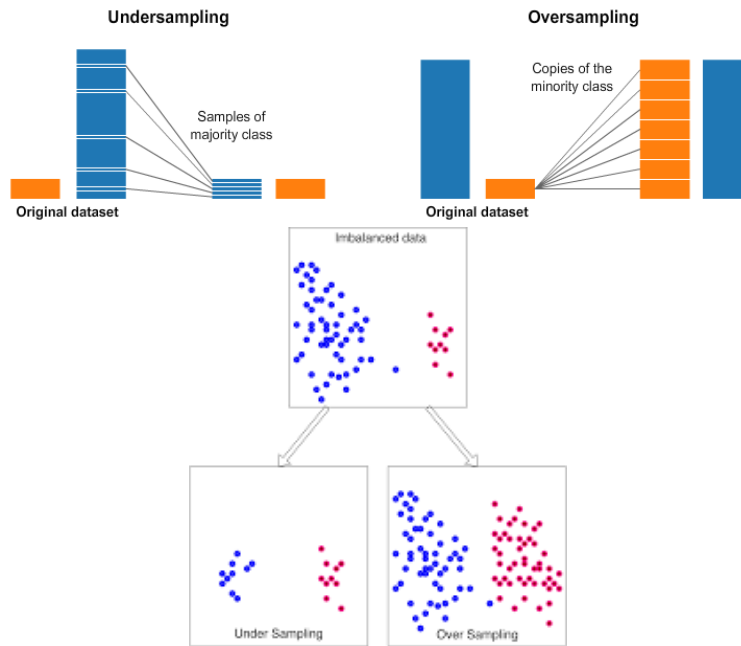 Undersampling
Oversampling
Samples of
majority class
Copies of the
minority class
Original dataset
Original dataset
Imbalanced data
Under Sampling
Over Sampling